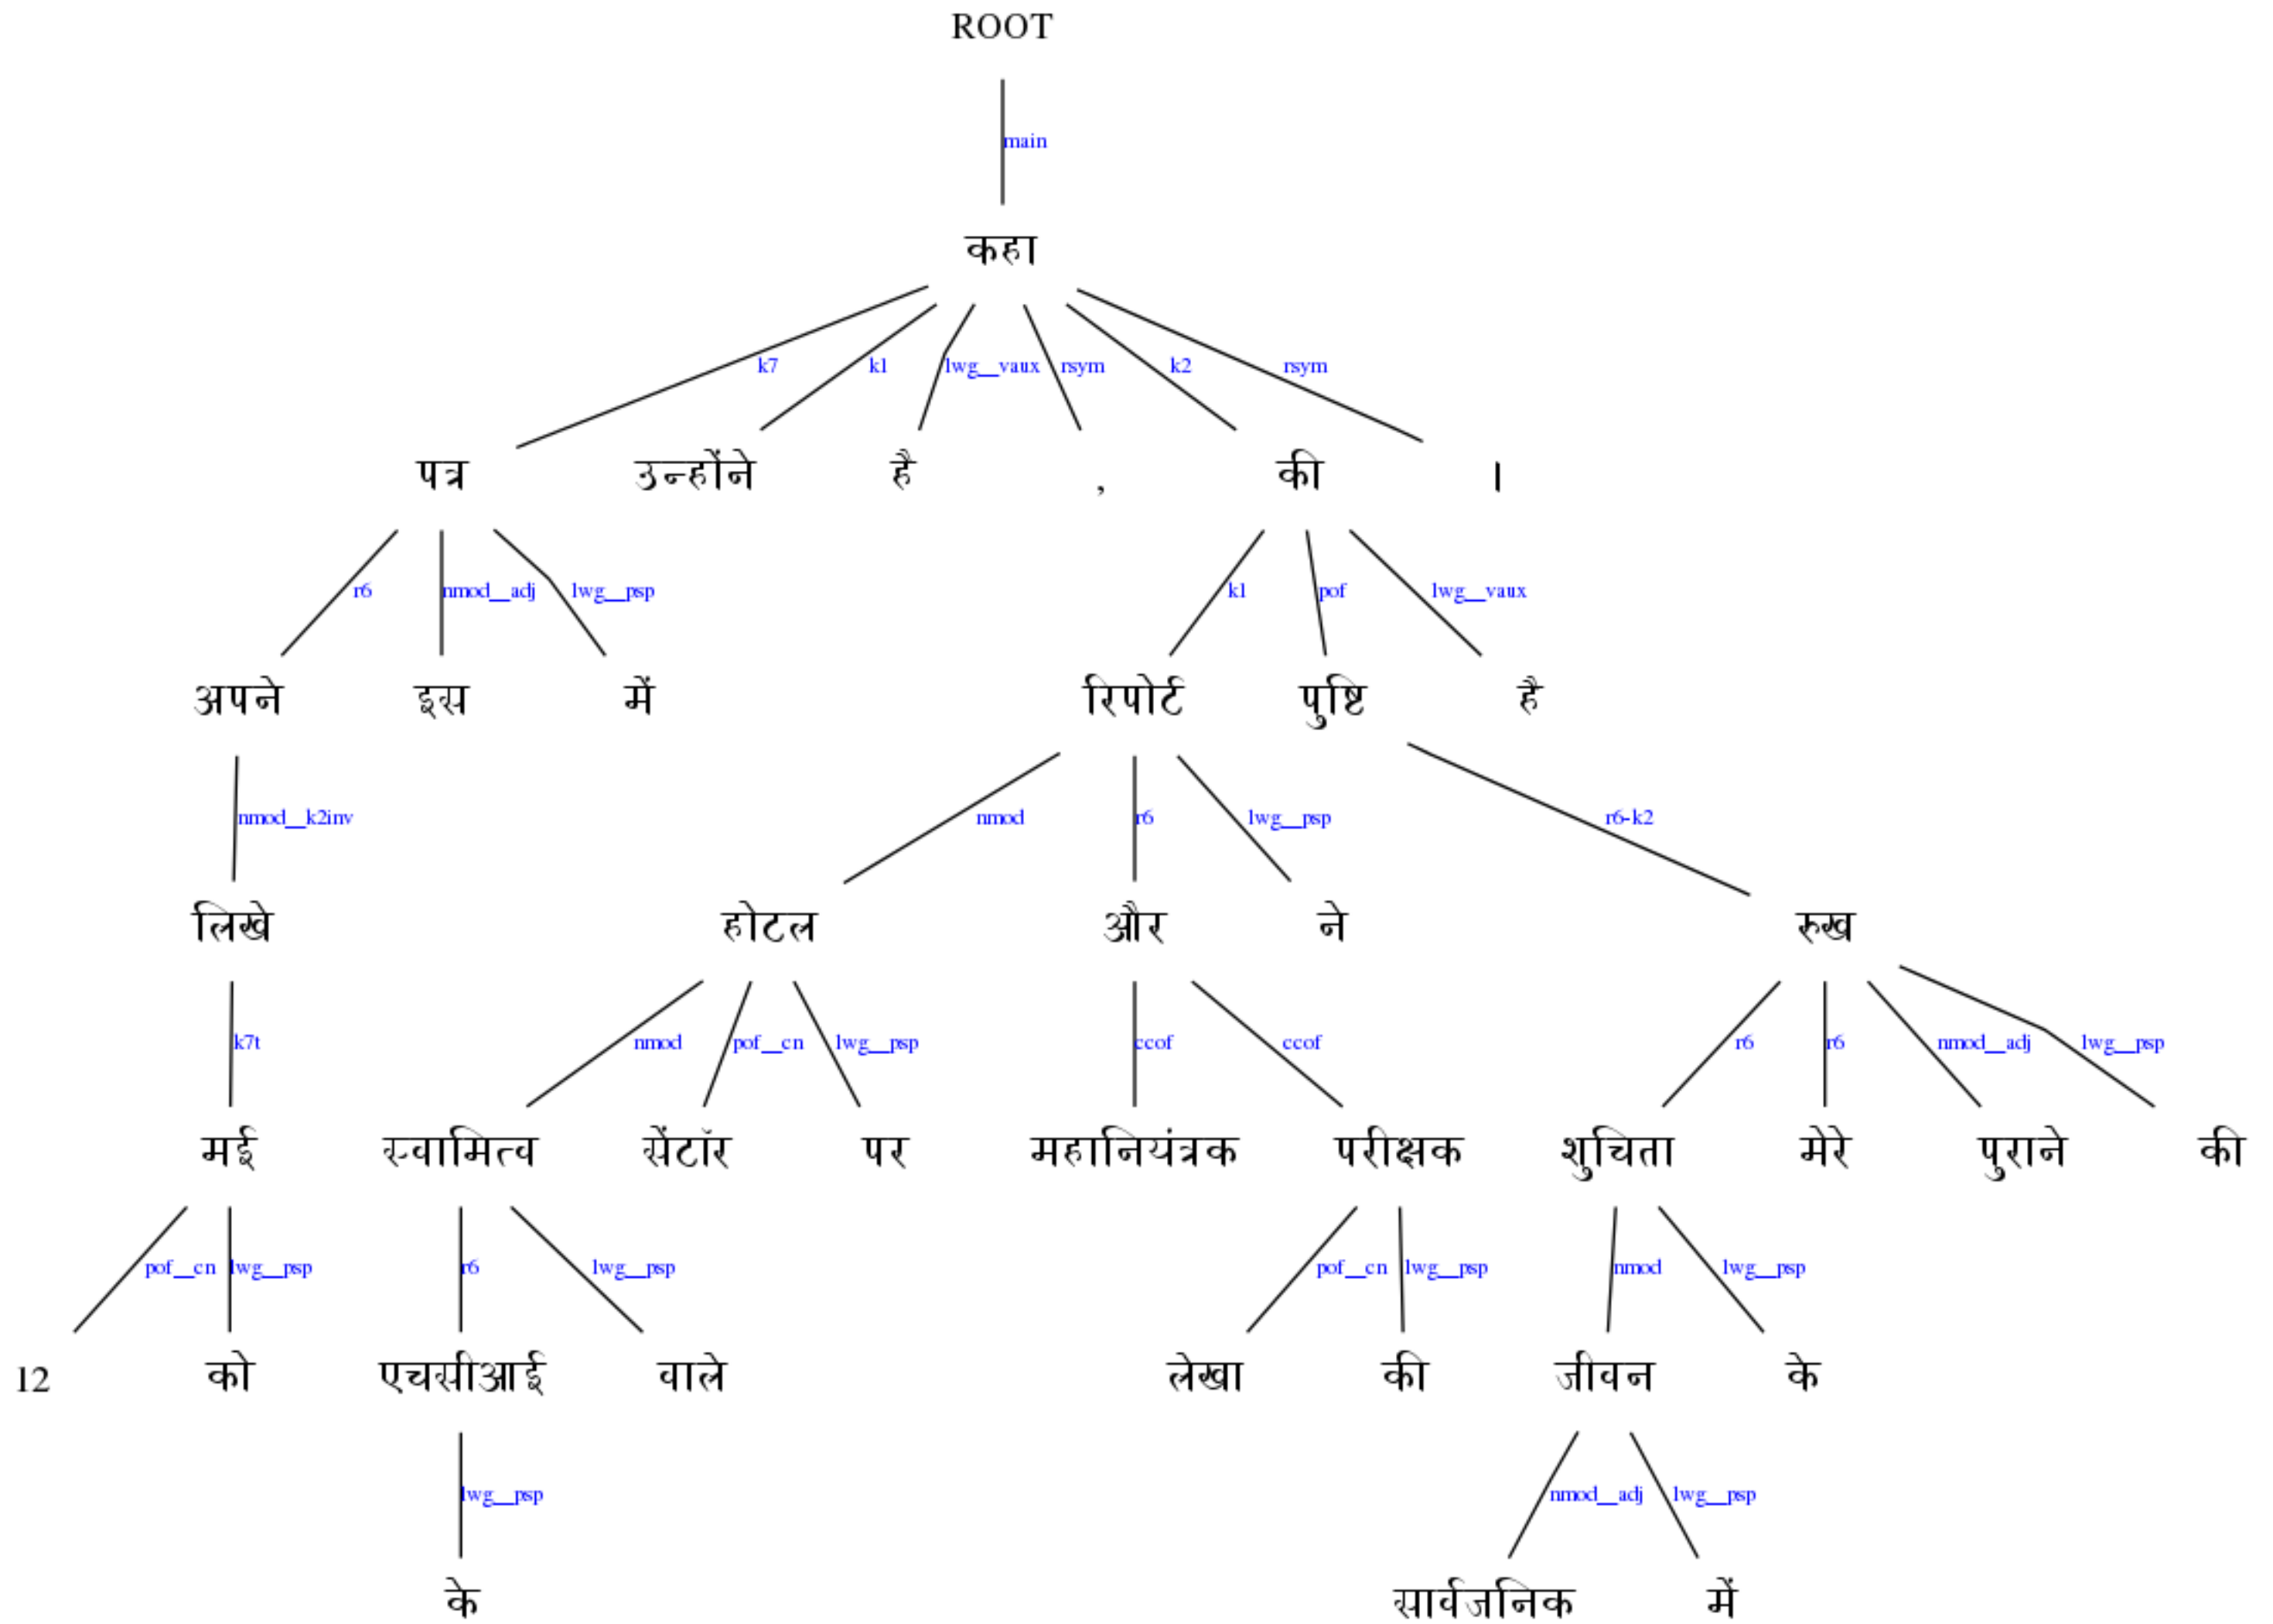 ROOT
main
कहा
k7 k1 lwg__vaux rsym k2 rsym
पत्र उन्होंने है , की ।
r6 nmod__adj lwg__psp k1 pof lwg__vaux
अपने इस में रिपोर्ट पुष्टि है
nmod__k2inv nmod r6 lwg__psp r6-k2
लिखे होटल और ने रुख
k7t nmod pof__cn lwg__psp ccof ccof r6 r6 nmod__adj lwg__psp
मई स्वामित्व सेंटॉर पर महानियंत्रक परीक्षक शुचिता मेरे पुराने की
pof__cn lwg__psp r6 lwg__psp pof__cn lwg__psp nmod lwg__psp
12 को एचसीआई वाले लेखा की जीवन के
lwg__psp nmod__adj lwg__psp
के सार्वजनिक में